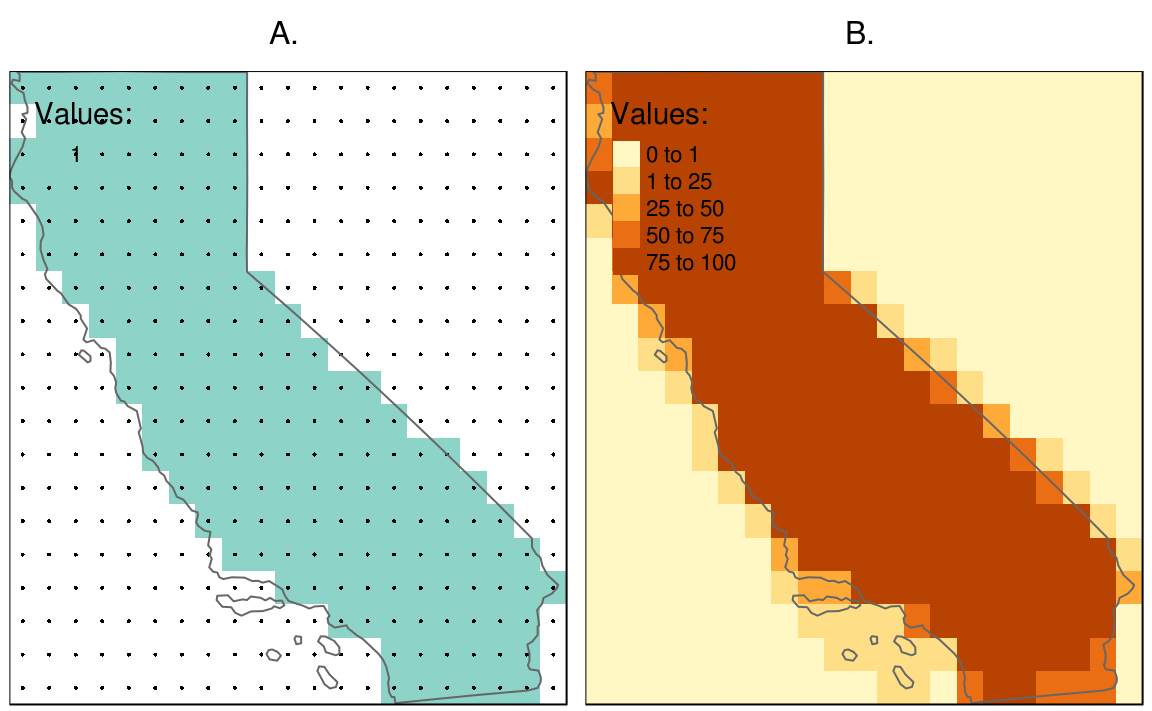 A.
Values:
1
B.
Values:
0 to 1
1 to 25
25 to 50
50 to 75
75 to 100